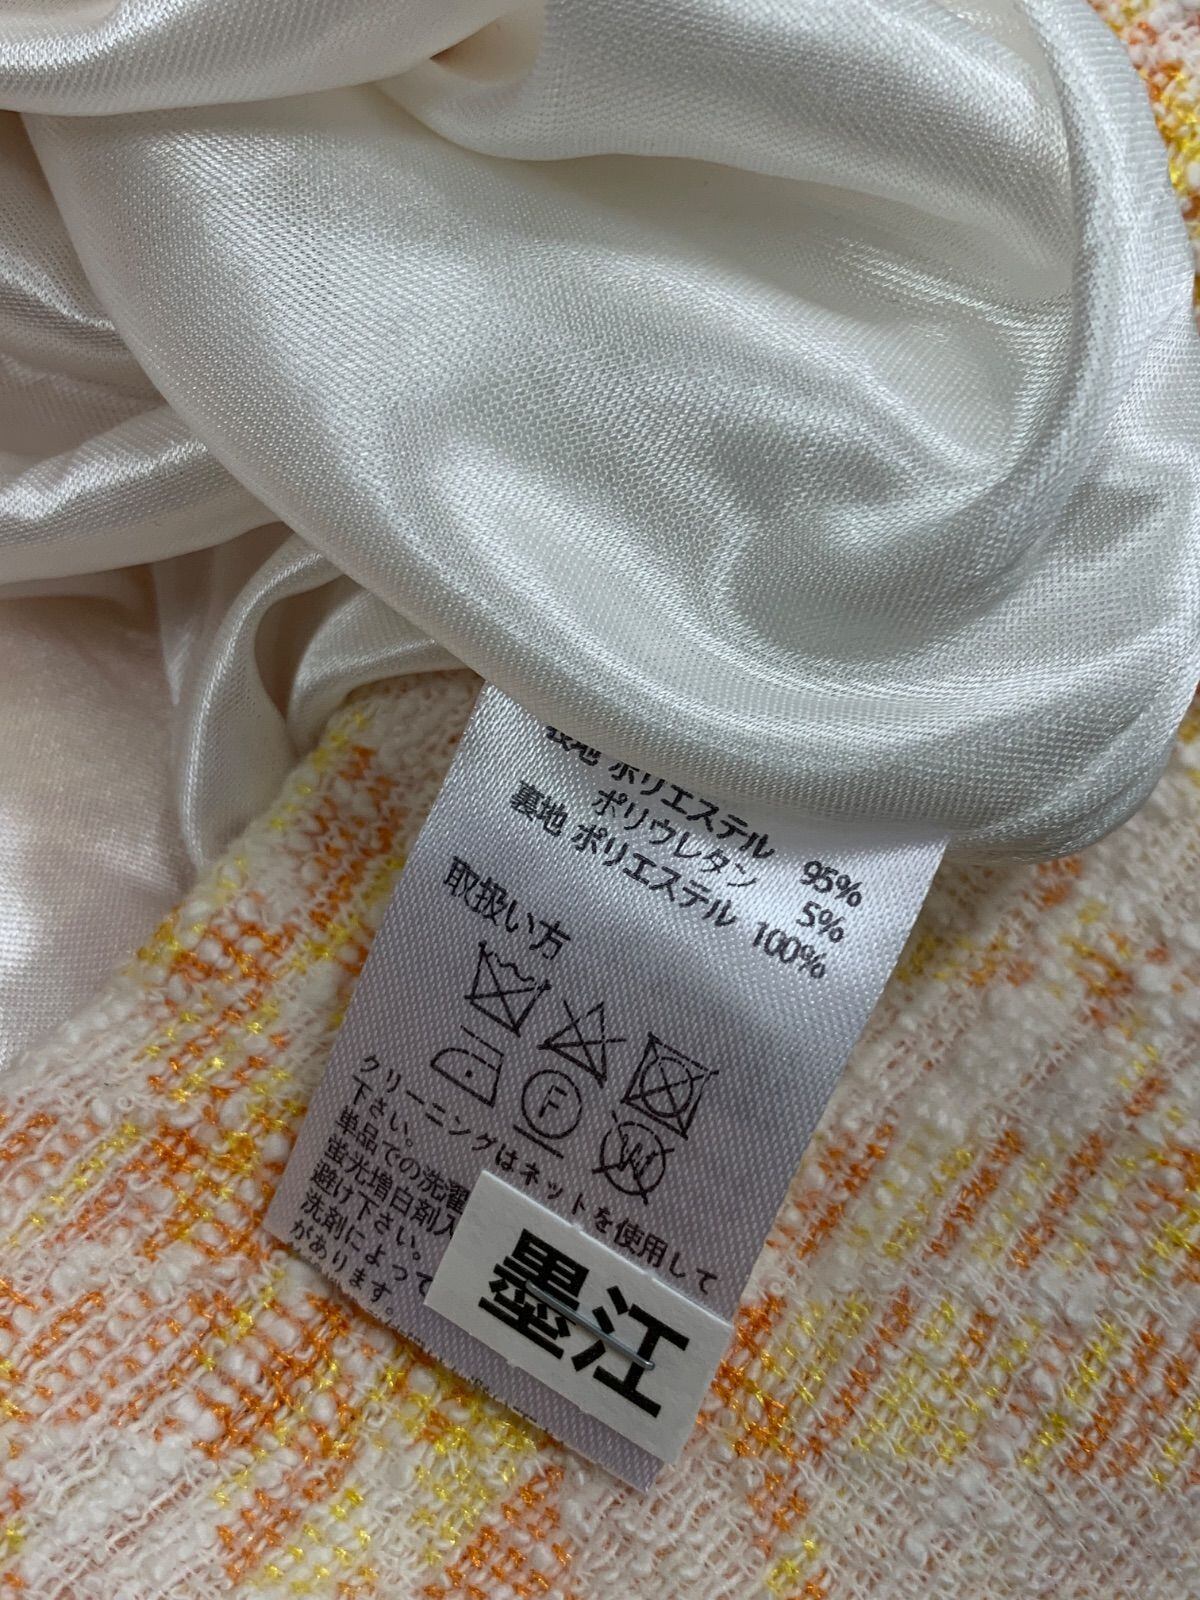 表地 ポリエステル 95%
ポリウレタン 5%
裏地 ポリエステル 100%
取扱い方
F
W
クリーニングはネットを使用して
下さい。
単品での洗濯
蛍光増白剤入
避け下さい。
洗剤によって
があります。
墨江